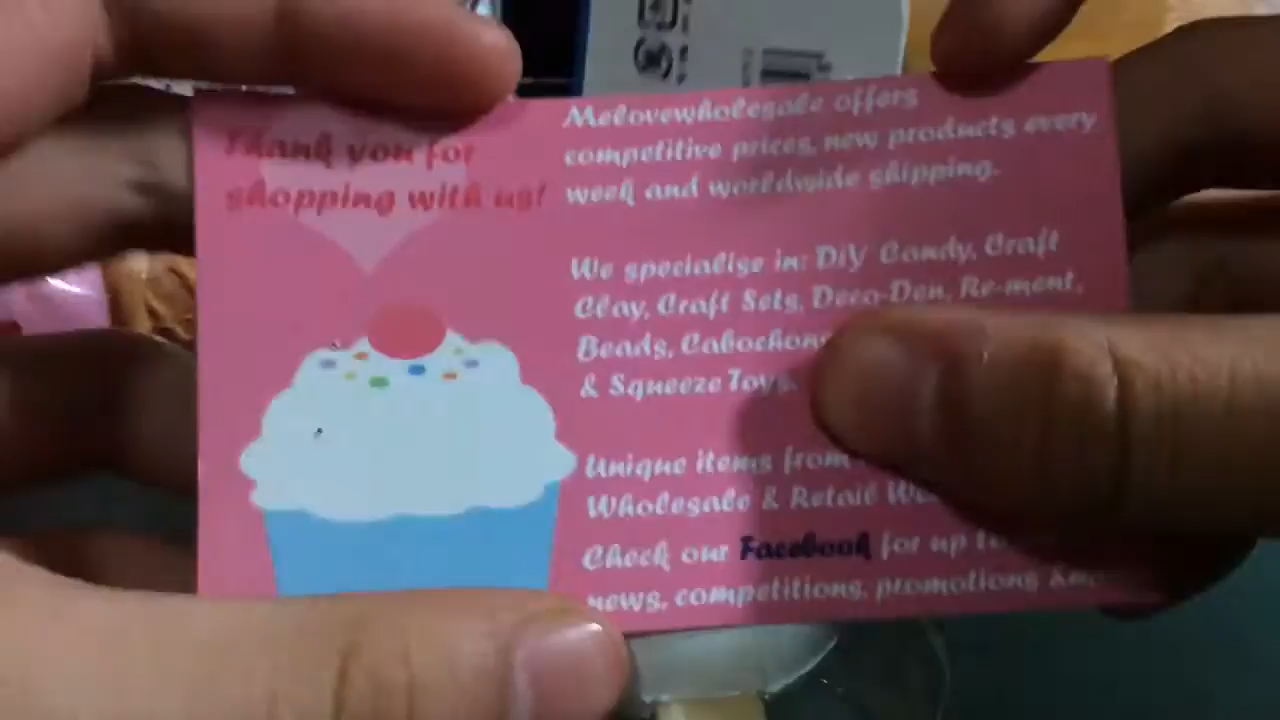 Thank you for
shopping with us!
Melovewholesale offers
competitive prices, new products every
week and worldwide shipping.
We specialise in: DiY Candy, Craft
Clay, Craft Sets, Deco-Den, Re-ment,
Beads, Cabochons
& Squeeze Toys.
Unique items from
Wholesale & Retail
Check our Facebook for up to
news, competitions, promotions &